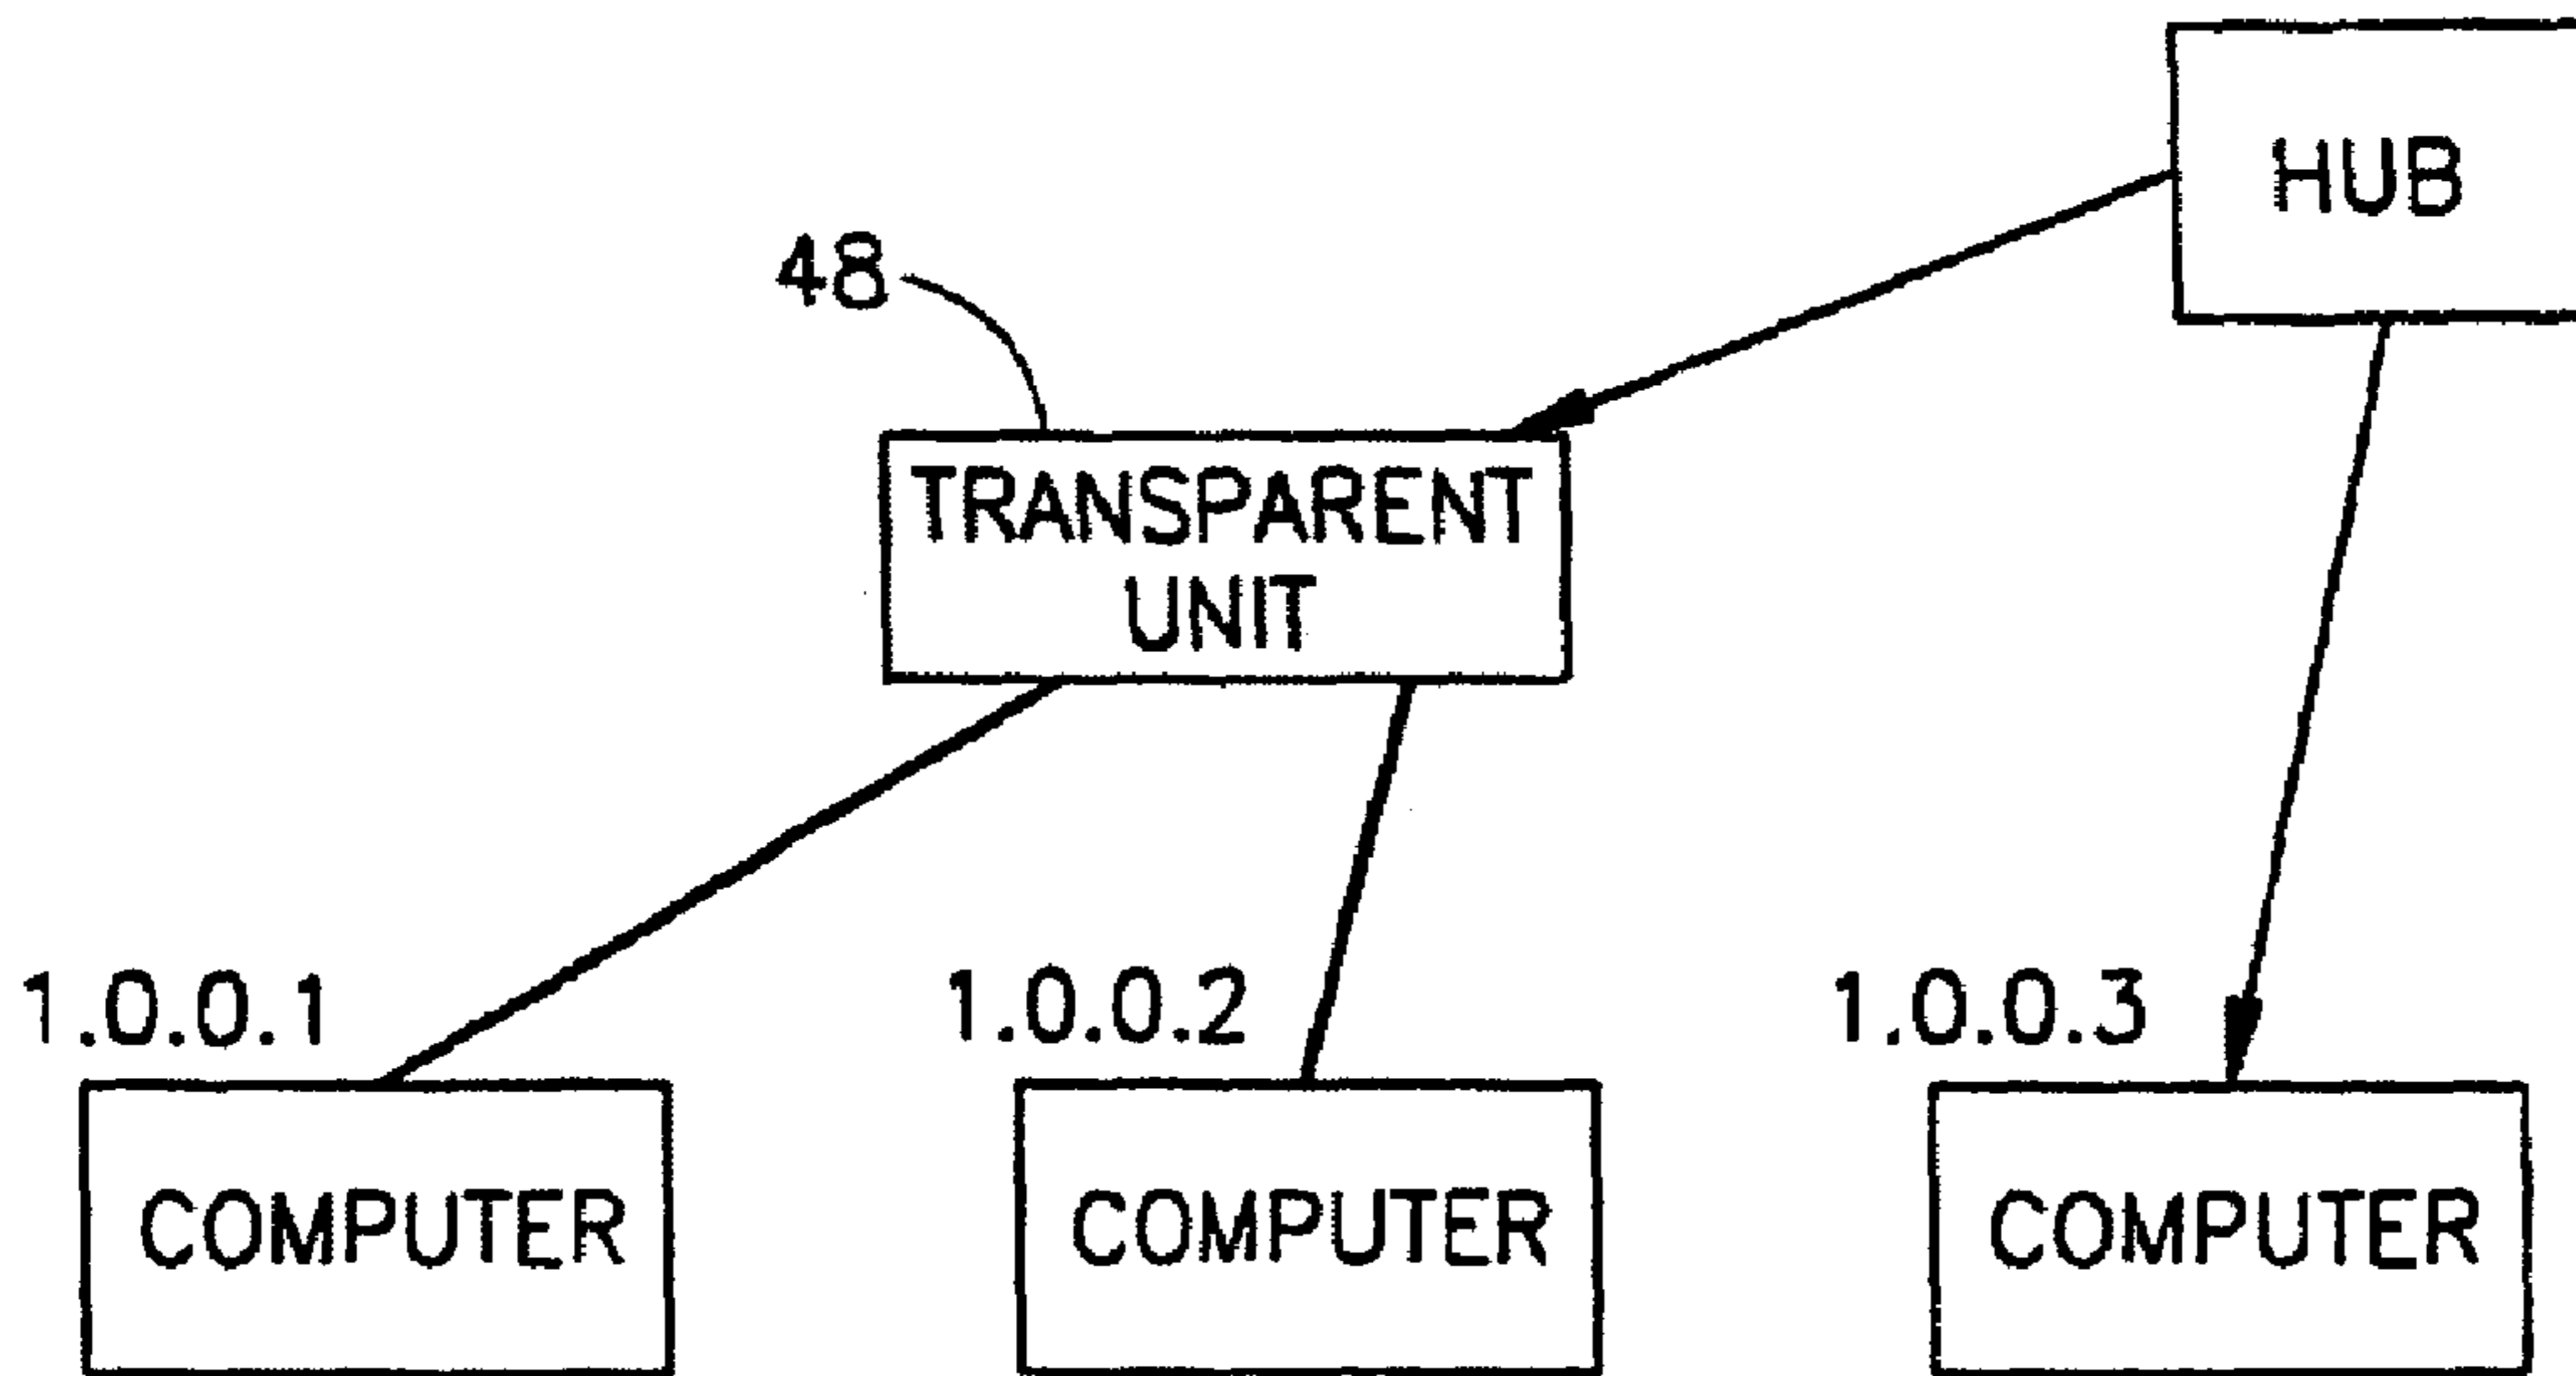 HUB
48
TRANSPARENT
UNIT
1.0.0.1
1.0.0.2
1.0.0.3
COMPUTER
COMPUTER
COMPUTER